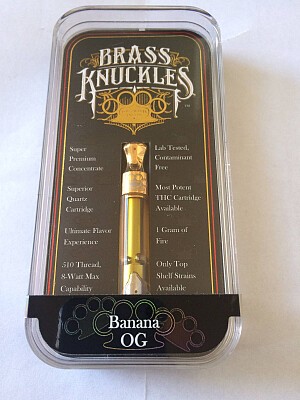 BRASS
KNUCKLES
TM
Super
Premium
Concentrate
Lab Tested,
Contaminant
Free
Superior
Quartz
Cartridge
Most Potent
THC Cartridge
Available
Ultimate Flavor
Experience
1 Gram of
Fire
.510 Thread,
8-Watt Max
Capability
Only Top
Shelf Strains
Available
Banana
OG